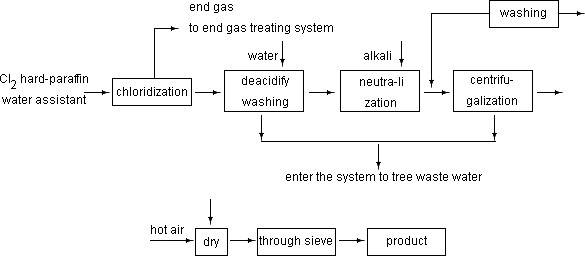 end gas
to end gas treating system
washing
water
alkali
Cl2 hard-paraffin
water assistant
chloridization
deacidify
washing
neutra-li
zation
centrifu-
galization
enter the system to tree waste water
hot air
dry
through sieve
product